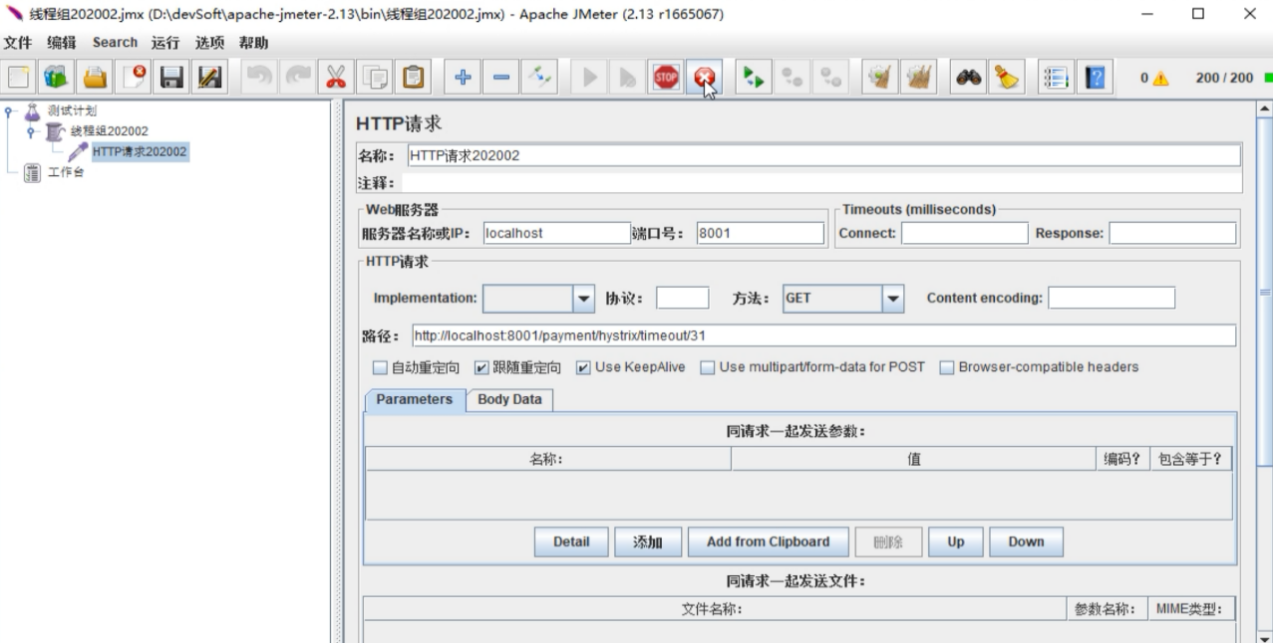 线程组202002.jmx (D:\devSoft\apache-jmeter-2.13\bin\线程组202002.jmx) - Apache JMeter (2.13 r1665067)
文件 编辑 Search 运行 选项 帮助
STOP 0 200 / 200
测试计划
线程组202002
HTTP请求202002
工作台
HTTP请求
名称: HTTP请求202002
注释:
Web服务器 Timeouts (milliseconds)
服务器名称或IP: localhost 端口号: 8001 Connect: Response:
HTTP请求
Implementation: 协议: 方法: GET Content encoding:
路径: http://localhost:8001/payment/hystrix/timeout/31
自动重定向 跟随重定向 Use KeepAlive Use multipart/form-data for POST Browser-compatible headers
Parameters Body Data
同请求一起发送参数:
名称: 值 编码? 包含等于?
Detail 添加 Add from Clipboard 删除 Up Down
同请求一起发送文件:
文件名称: 参数名称: MIME类型: